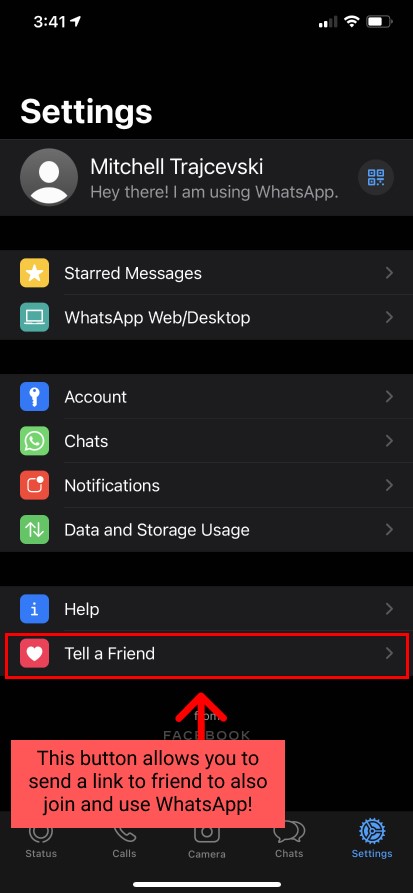 3:41
Settings
Mitchell Trajcevski
Hey there! I am using WhatsApp.
Starred Messages
WhatsApp Web/Desktop
Account
Chats
Notifications
Data and Storage Usage
Help
Tell a Friend
from
FACEBOOK
This button allows you to
send a link to friend to also
join and use WhatsApp!
Status Calls Camera Chats Settings